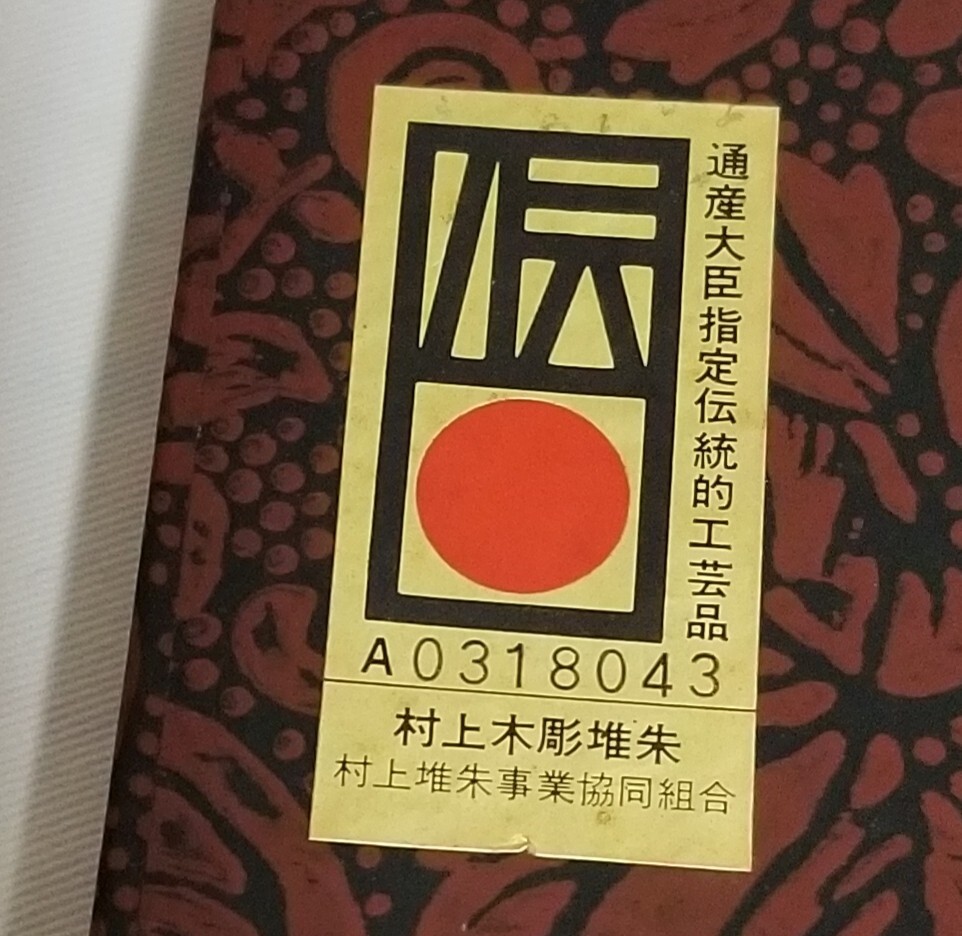 伝
通産大臣指定伝統的工芸品
A0318043
村上木彫堆朱
村上堆朱事業協同組合